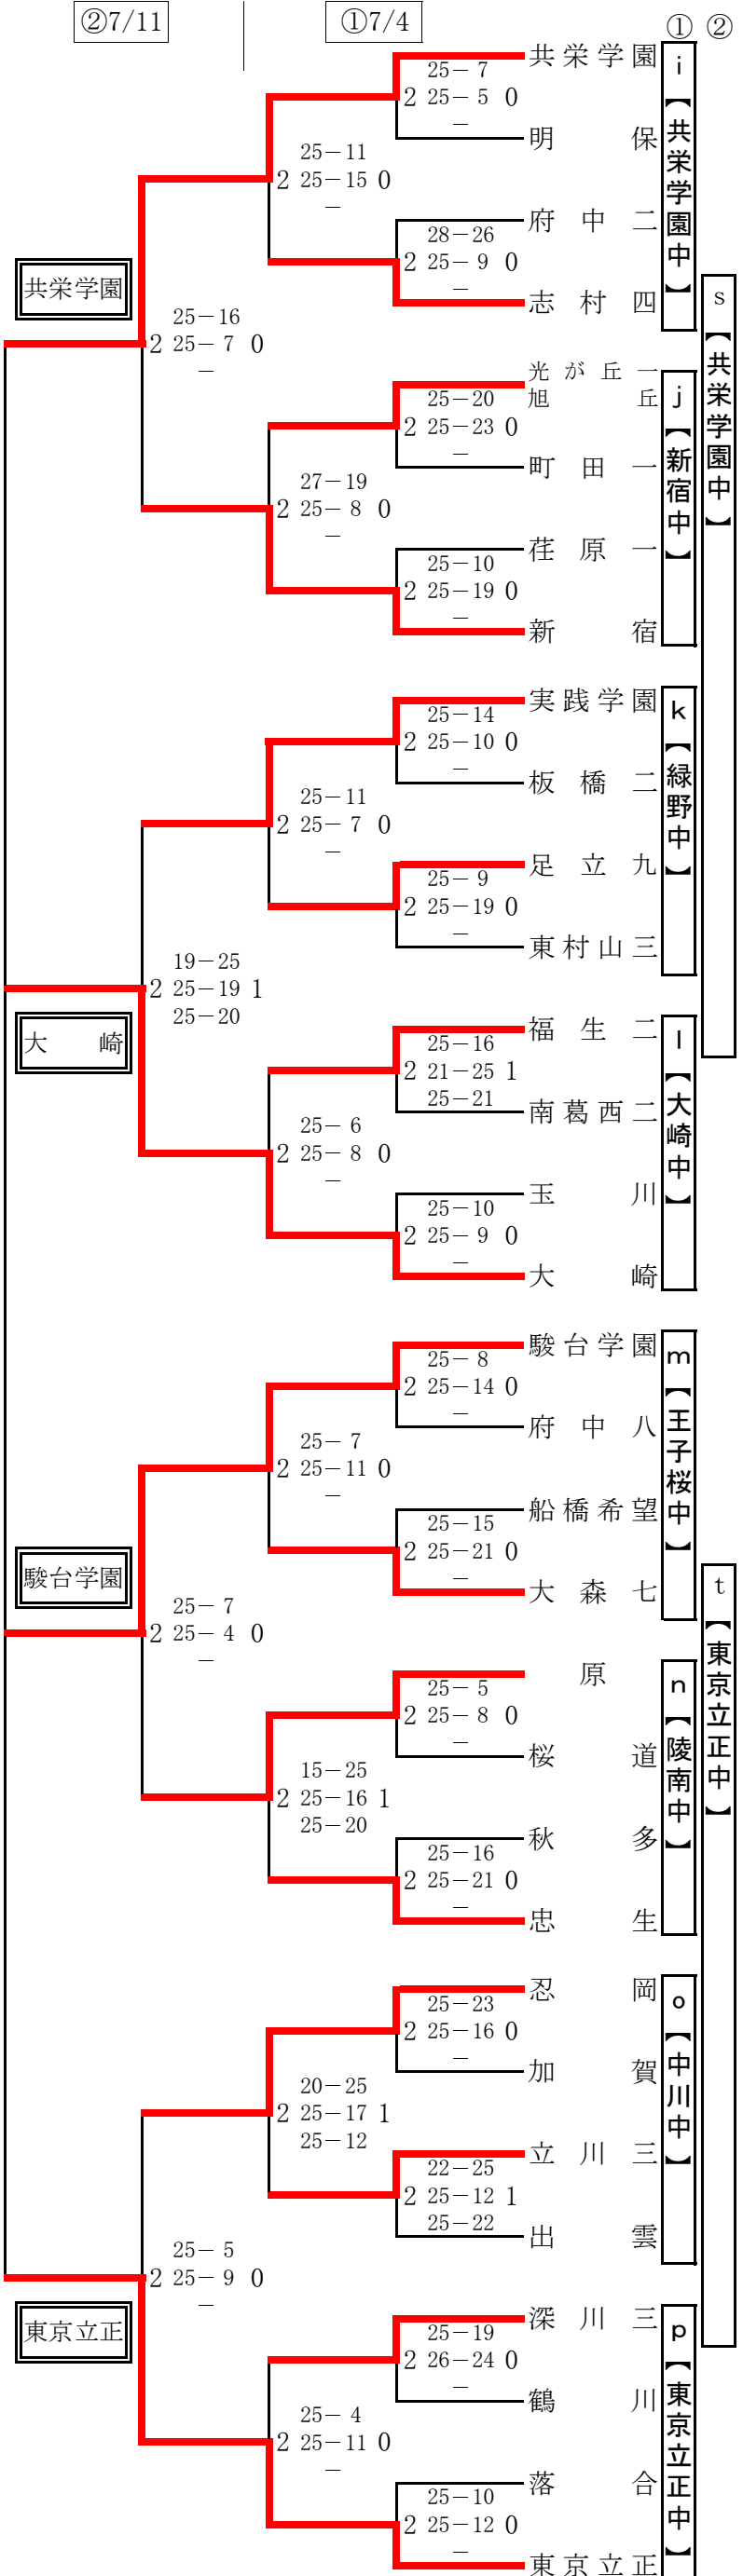 ②7/11
①7/4
① ②
共栄学園
25－7
2 25－5 0
－
明保
25－11
2 25－15 0
－
府中二
28－26
2 25－9 0
－
志村四
i【共栄学園中】
共栄学園
25－16
2 25－7 0
－
光が丘一
旭丘
25－20
2 25－23 0
－
町田一
27－19
2 25－8 0
－
荏原一
25－10
2 25－19 0
－
新宿
j【新宿中】
s【共栄学園中】
実践学園
25－14
2 25－10 0
－
板橋二
25－11
2 25－7 0
－
足立九
25－9
2 25－19 0
－
東村山三
k【緑野中】
19－25
2 25－19 1
25－20
大崎
福生二
25－16
2 21－25 1
25－21
南葛西二
25－6
2 25－8 0
－
玉川
25－10
2 25－9 0
－
大崎
l【大崎中】
駿台学園
25－8
2 25－14 0
－
府中八
25－7
2 25－11 0
－
船橋希望
25－15
2 25－21 0
－
大森七
m【王子桜中】
駿台学園
25－7
2 25－4 0
－
原
25－5
2 25－8 0
－
桜道
15－25
2 25－16 1
25－20
秋多
25－16
2 25－21 0
－
忠生
n【陵南中】
t【東京立正中】
忍岡
25－23
2 25－16 0
－
加賀
20－25
2 25－17 1
25－12
立川三
22－25
2 25－12 1
25－22
出雲
o【中川中】
25－5
2 25－9 0
－
東京立正
深川三
25－19
2 26－24 0
－
鶴川
25－4
2 25－11 0
－
落合
25－10
2 25－12 0
－
東京立正
p【東京立正中】